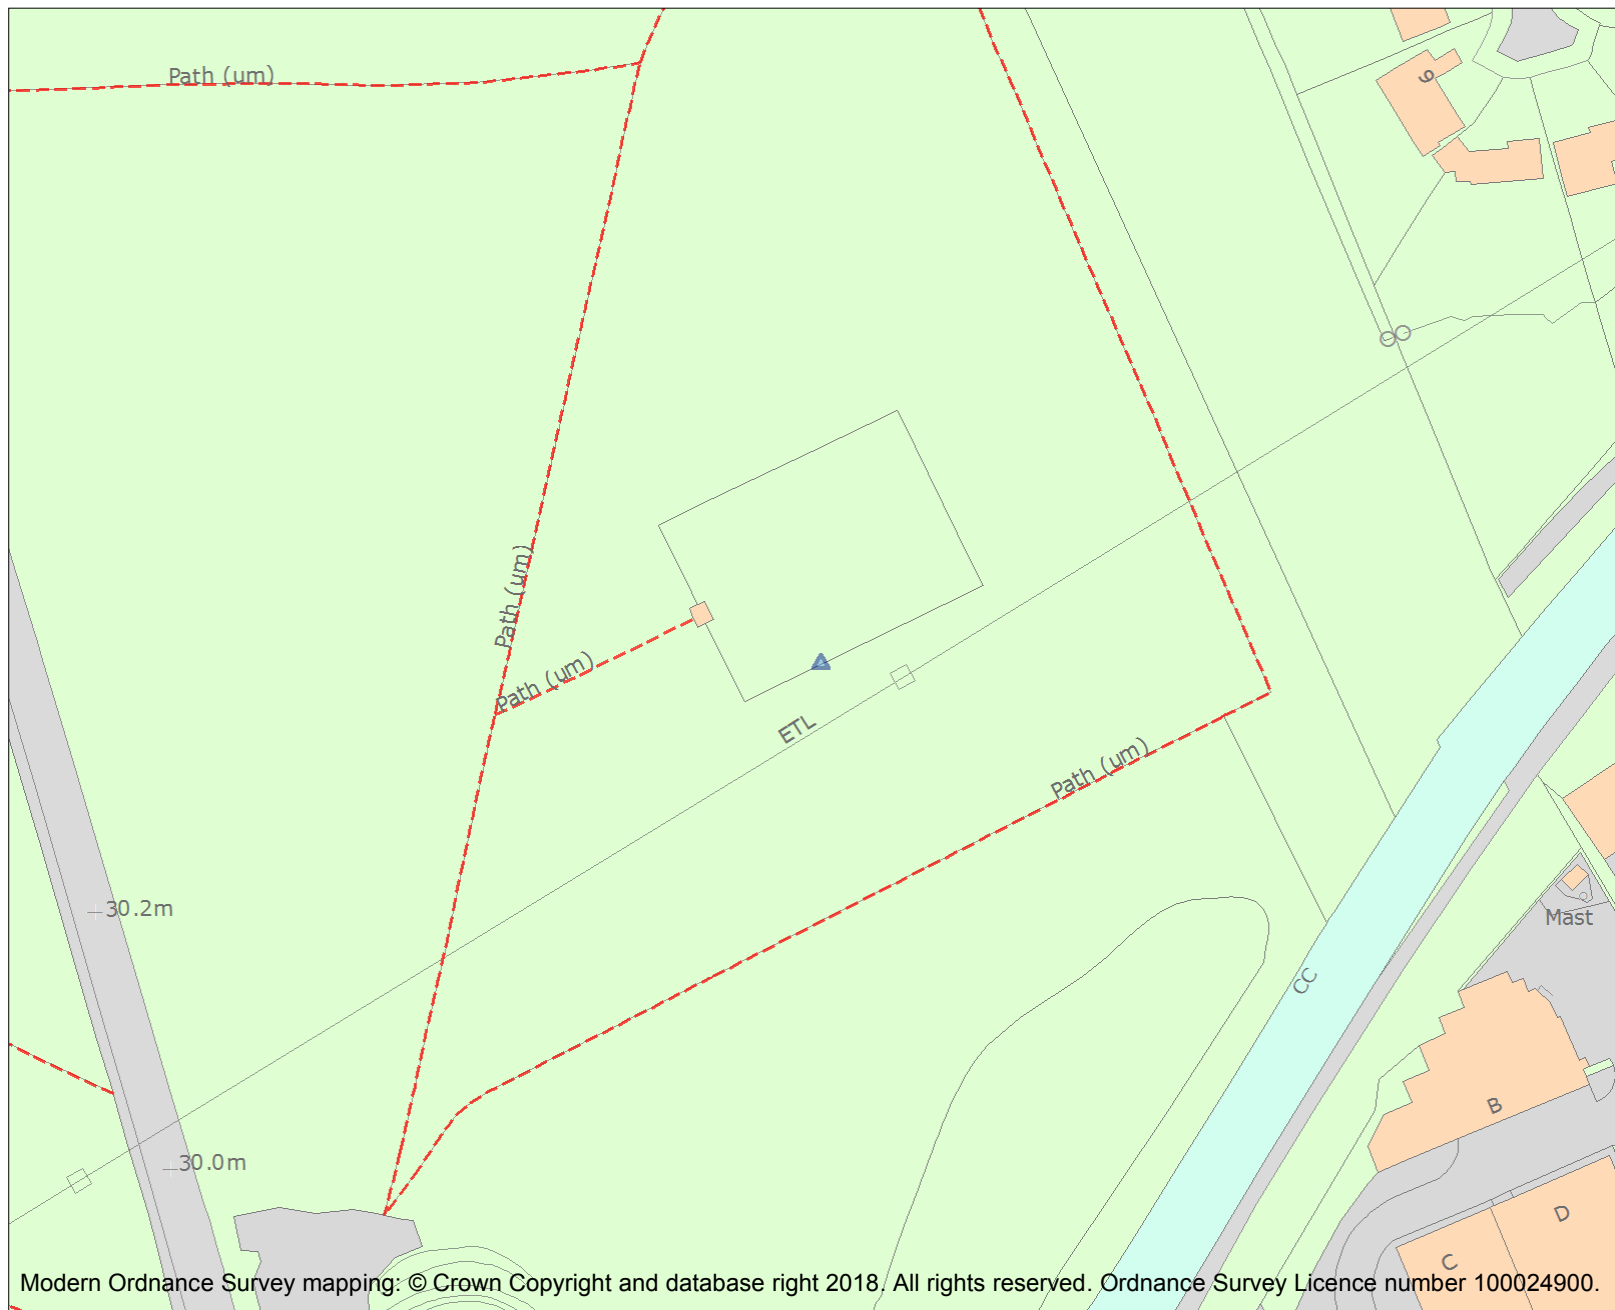 Path (um)
9
Path (um)
Path (um)
ETL
Path (um)
30.2m
Mast
CC
B
30.0m
D
C
Modern Ordnance Survey mapping: © Crown Copyright and database right 2018. All rights reserved. Ordnance Survey Licence number 100024900.